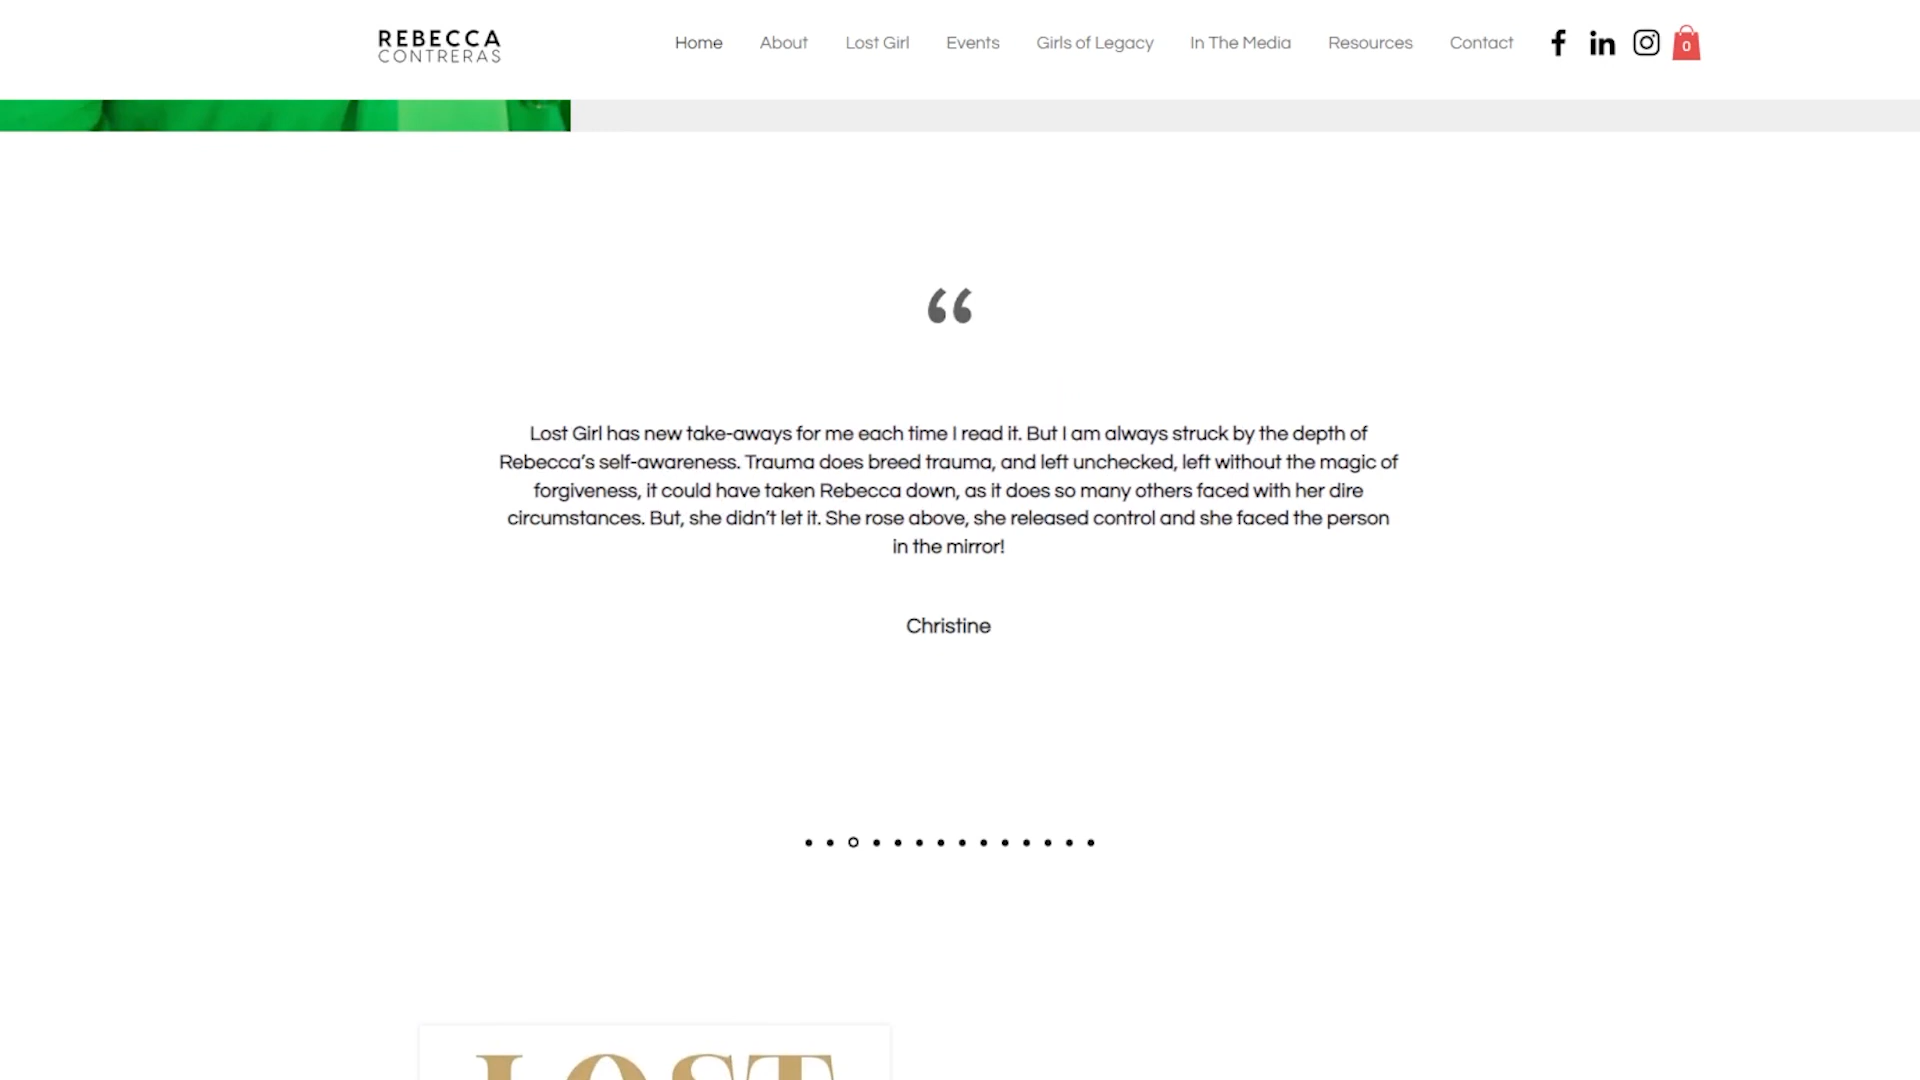 REBECCA
CONTRERAS
Home About Lost Girl Events Girls of Legacy In The Media Resources Contact
0
“
Lost Girl has new take-aways for me each time I read it. But I am always struck by the depth of
Rebecca’s self-awareness. Trauma does breed trauma, and left unchecked, left without the magic of
forgiveness, it could have taken Rebecca down, as it does so many others faced with her dire
circumstances. But, she didn’t let it. She rose above, she released control and she faced the person
in the mirror!
Christine
LOST